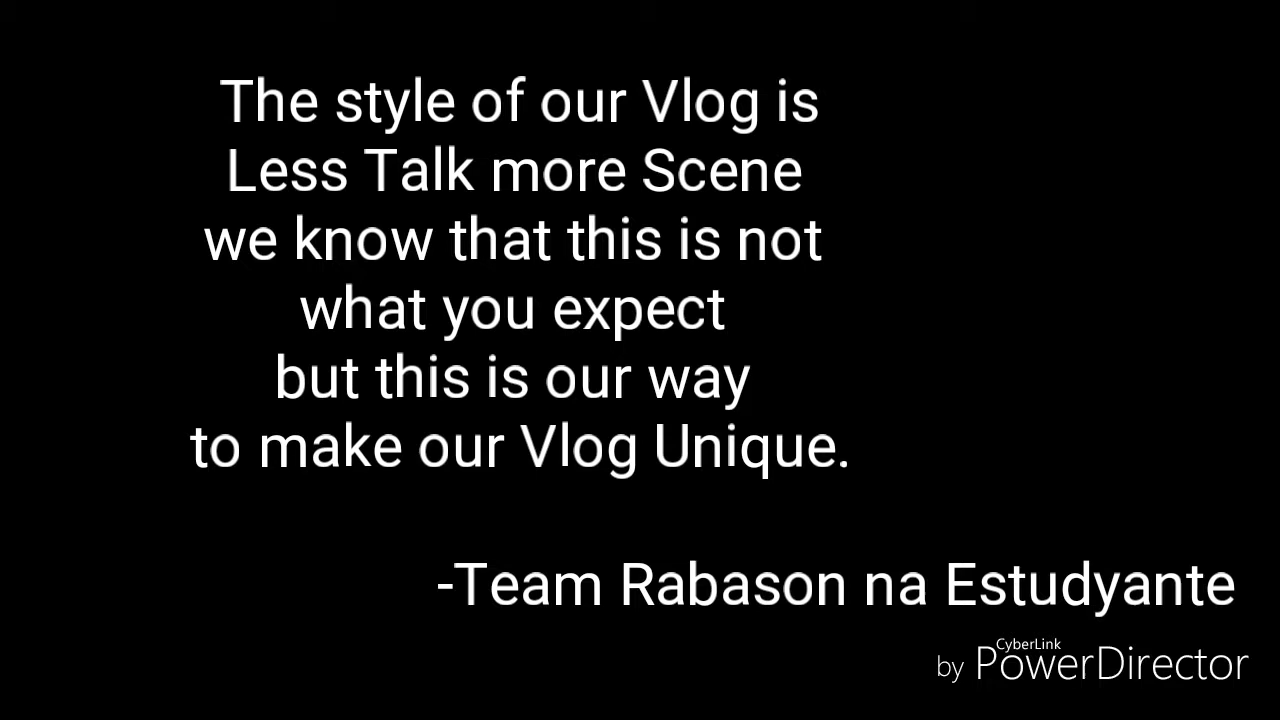 The style of our Vlog is
Less Talk more Scene
we know that this is not
what you expect
but this is our way
to make our Vlog Unique.
-Team Rabason na Estudyante
CyberLink
by PowerDirector